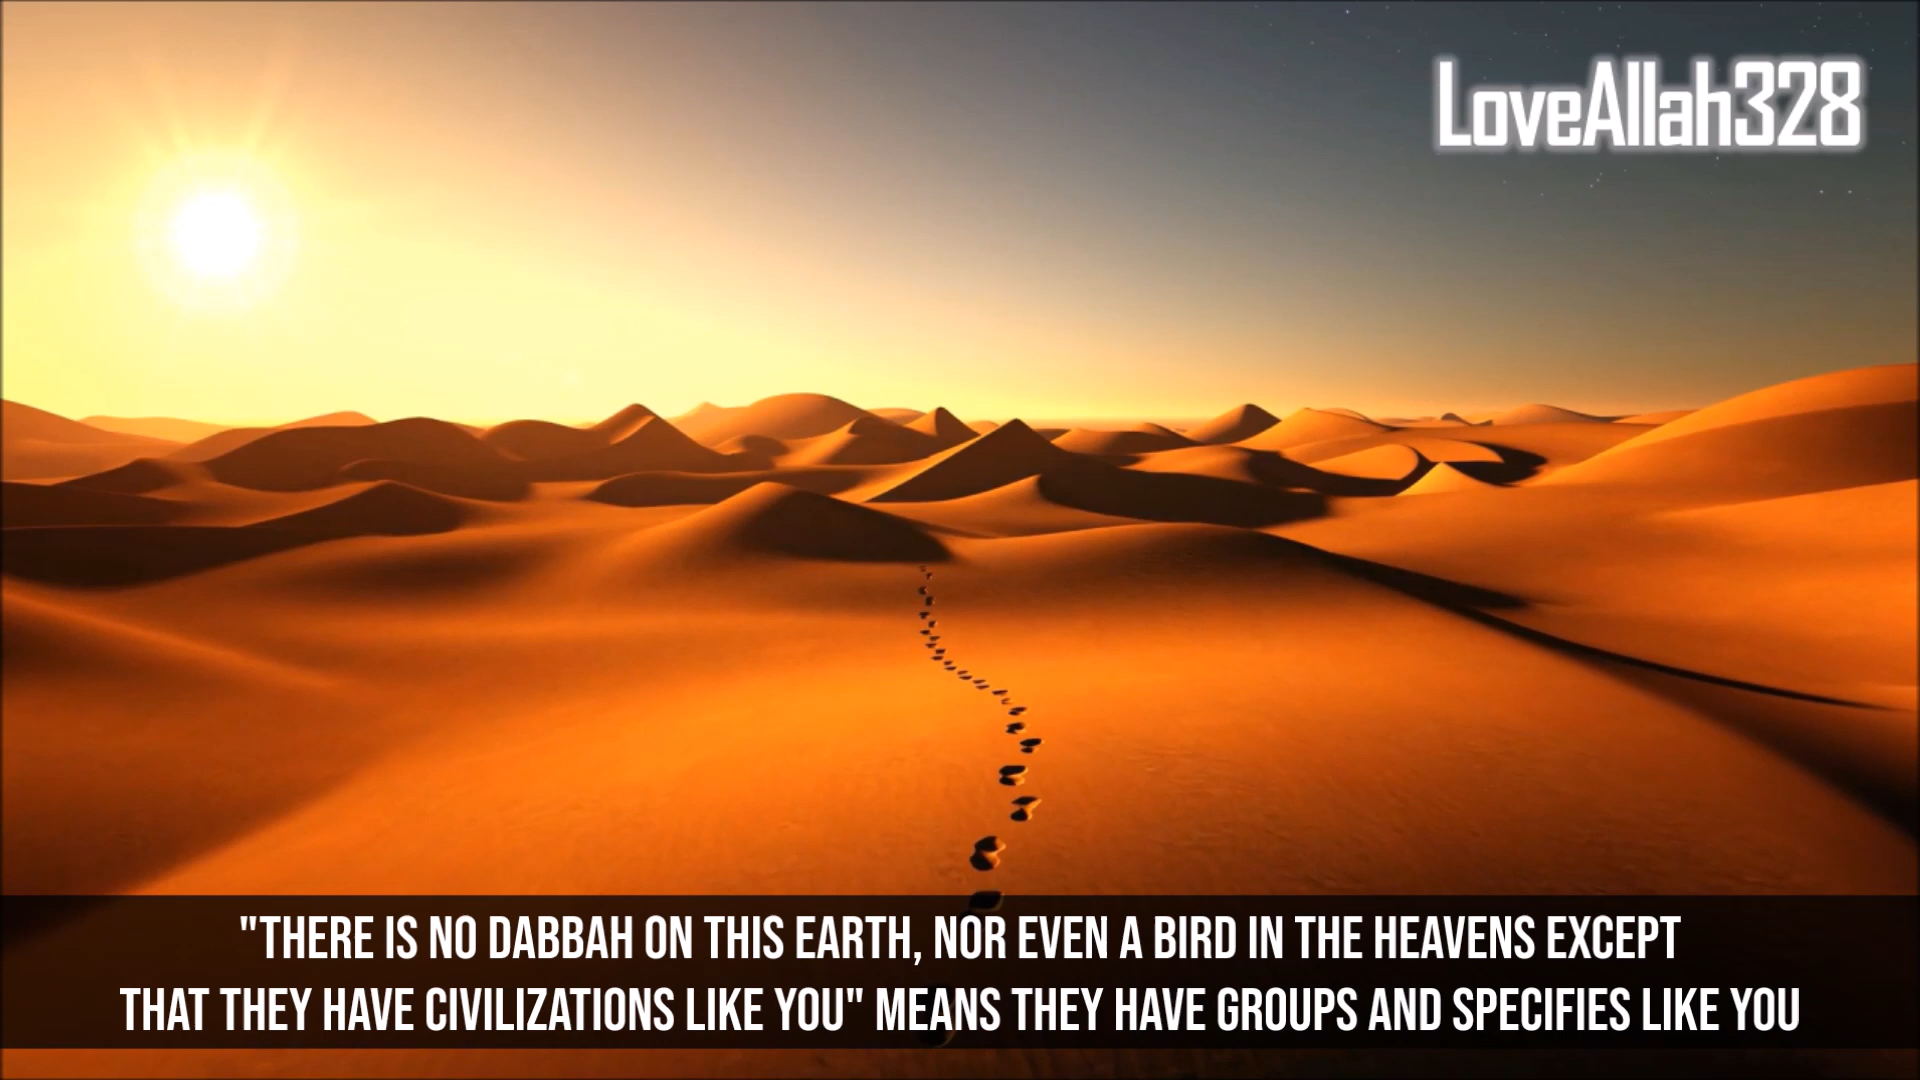 LoveAllah328
"THERE IS NO DABBAH ON THIS EARTH, NOR EVEN A BIRD IN THE HEAVENS EXCEPT
THAT THEY HAVE CIVILIZATIONS LIKE YOU" MEANS THEY HAVE GROUPS AND SPECIFIES LIKE YOU